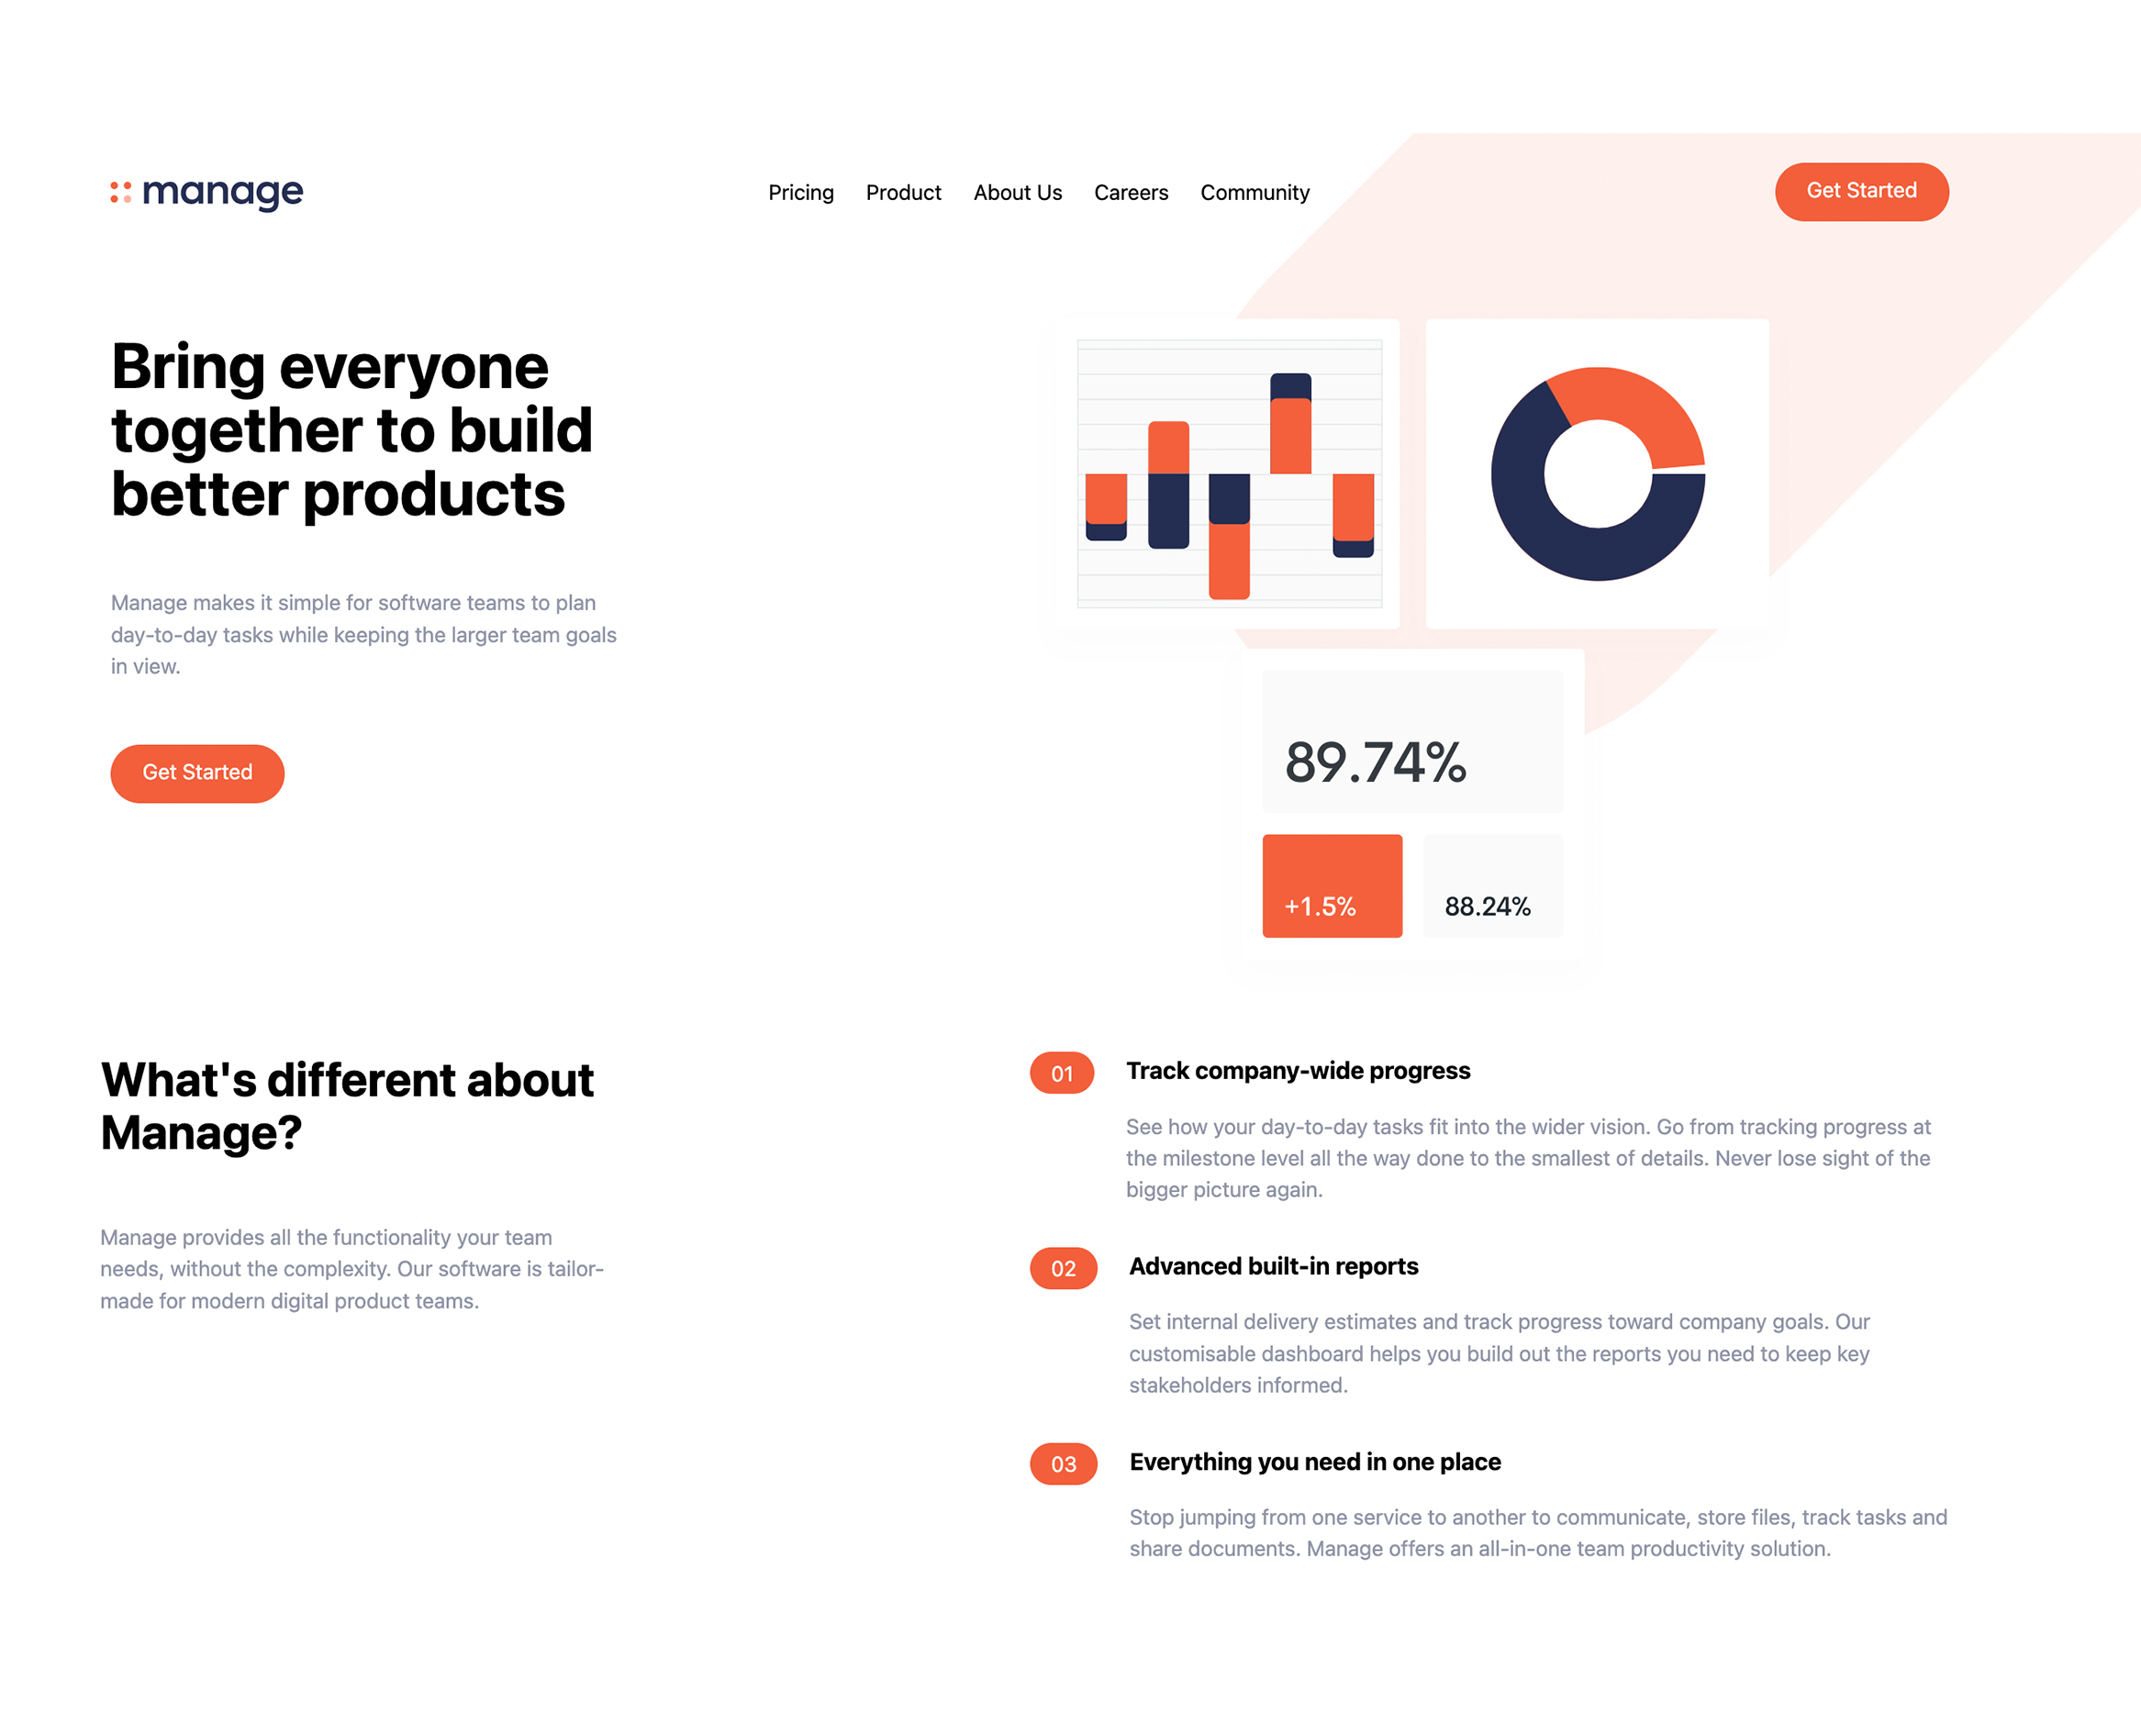 manage
Pricing Product About Us Careers Community
Get Started
Bring everyone
together to build
better products
Manage makes it simple for software teams to plan
day-to-day tasks while keeping the larger team goals
in view.
Get Started
89.74%
+1.5%
88.24%
What's different about
Manage?
Manage provides all the functionality your team
needs, without the complexity. Our software is tailor-
made for modern digital product teams.
01 Track company-wide progress
See how your day-to-day tasks fit into the wider vision. Go from tracking progress at
the milestone level all the way done to the smallest of details. Never lose sight of the
bigger picture again.
02 Advanced built-in reports
Set internal delivery estimates and track progress toward company goals. Our
customisable dashboard helps you build out the reports you need to keep key
stakeholders informed.
03 Everything you need in one place
Stop jumping from one service to another to communicate, store files, track tasks and
share documents. Manage offers an all-in-one team productivity solution.